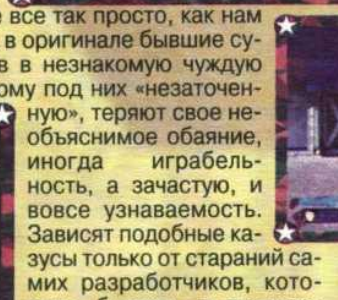 все так просто, как нам
в оригинале бывшие су-
в незнакомую чуждую
под них «незаточен-
ную», теряют свое не-
объяснимое обаяние,
иногда играбель-
ность, а зачастую, и
вовсе узнаваемость.
Зависят подобные ка-
зусы только от стараний са-
мих разработчиков, кото-